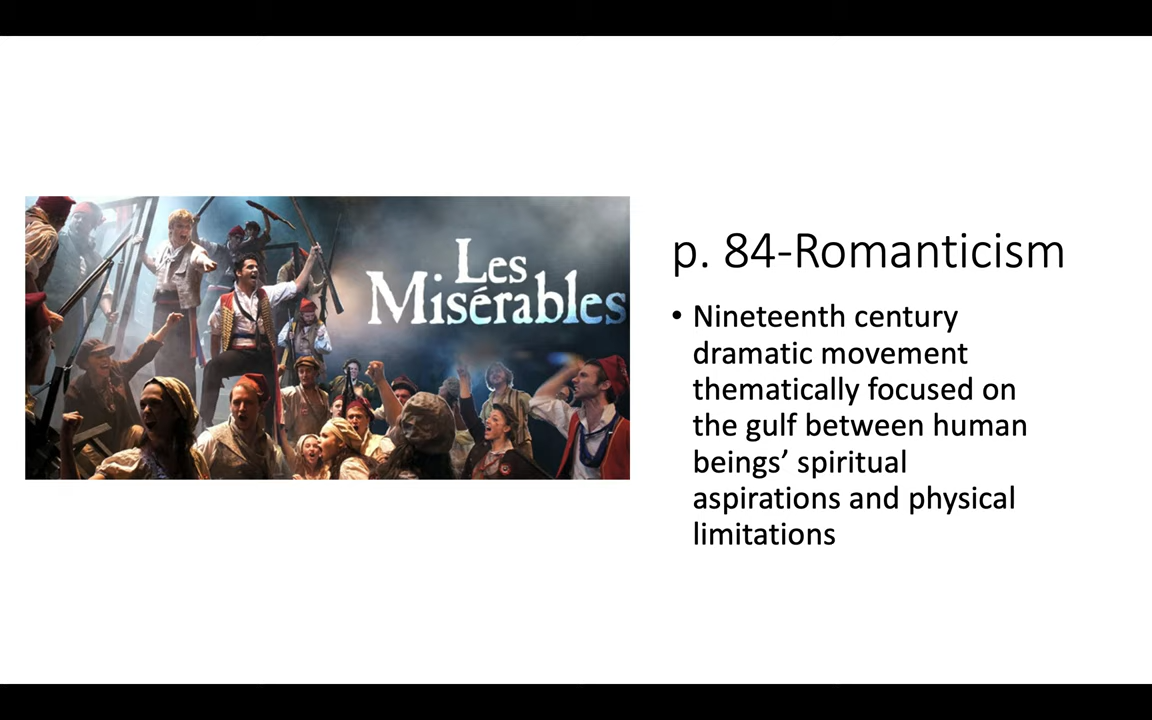 Les
Misérables
p. 84-Romanticism
• Nineteenth century
dramatic movement
thematically focused on
the gulf between human
beings’ spiritual
aspirations and physical
limitations